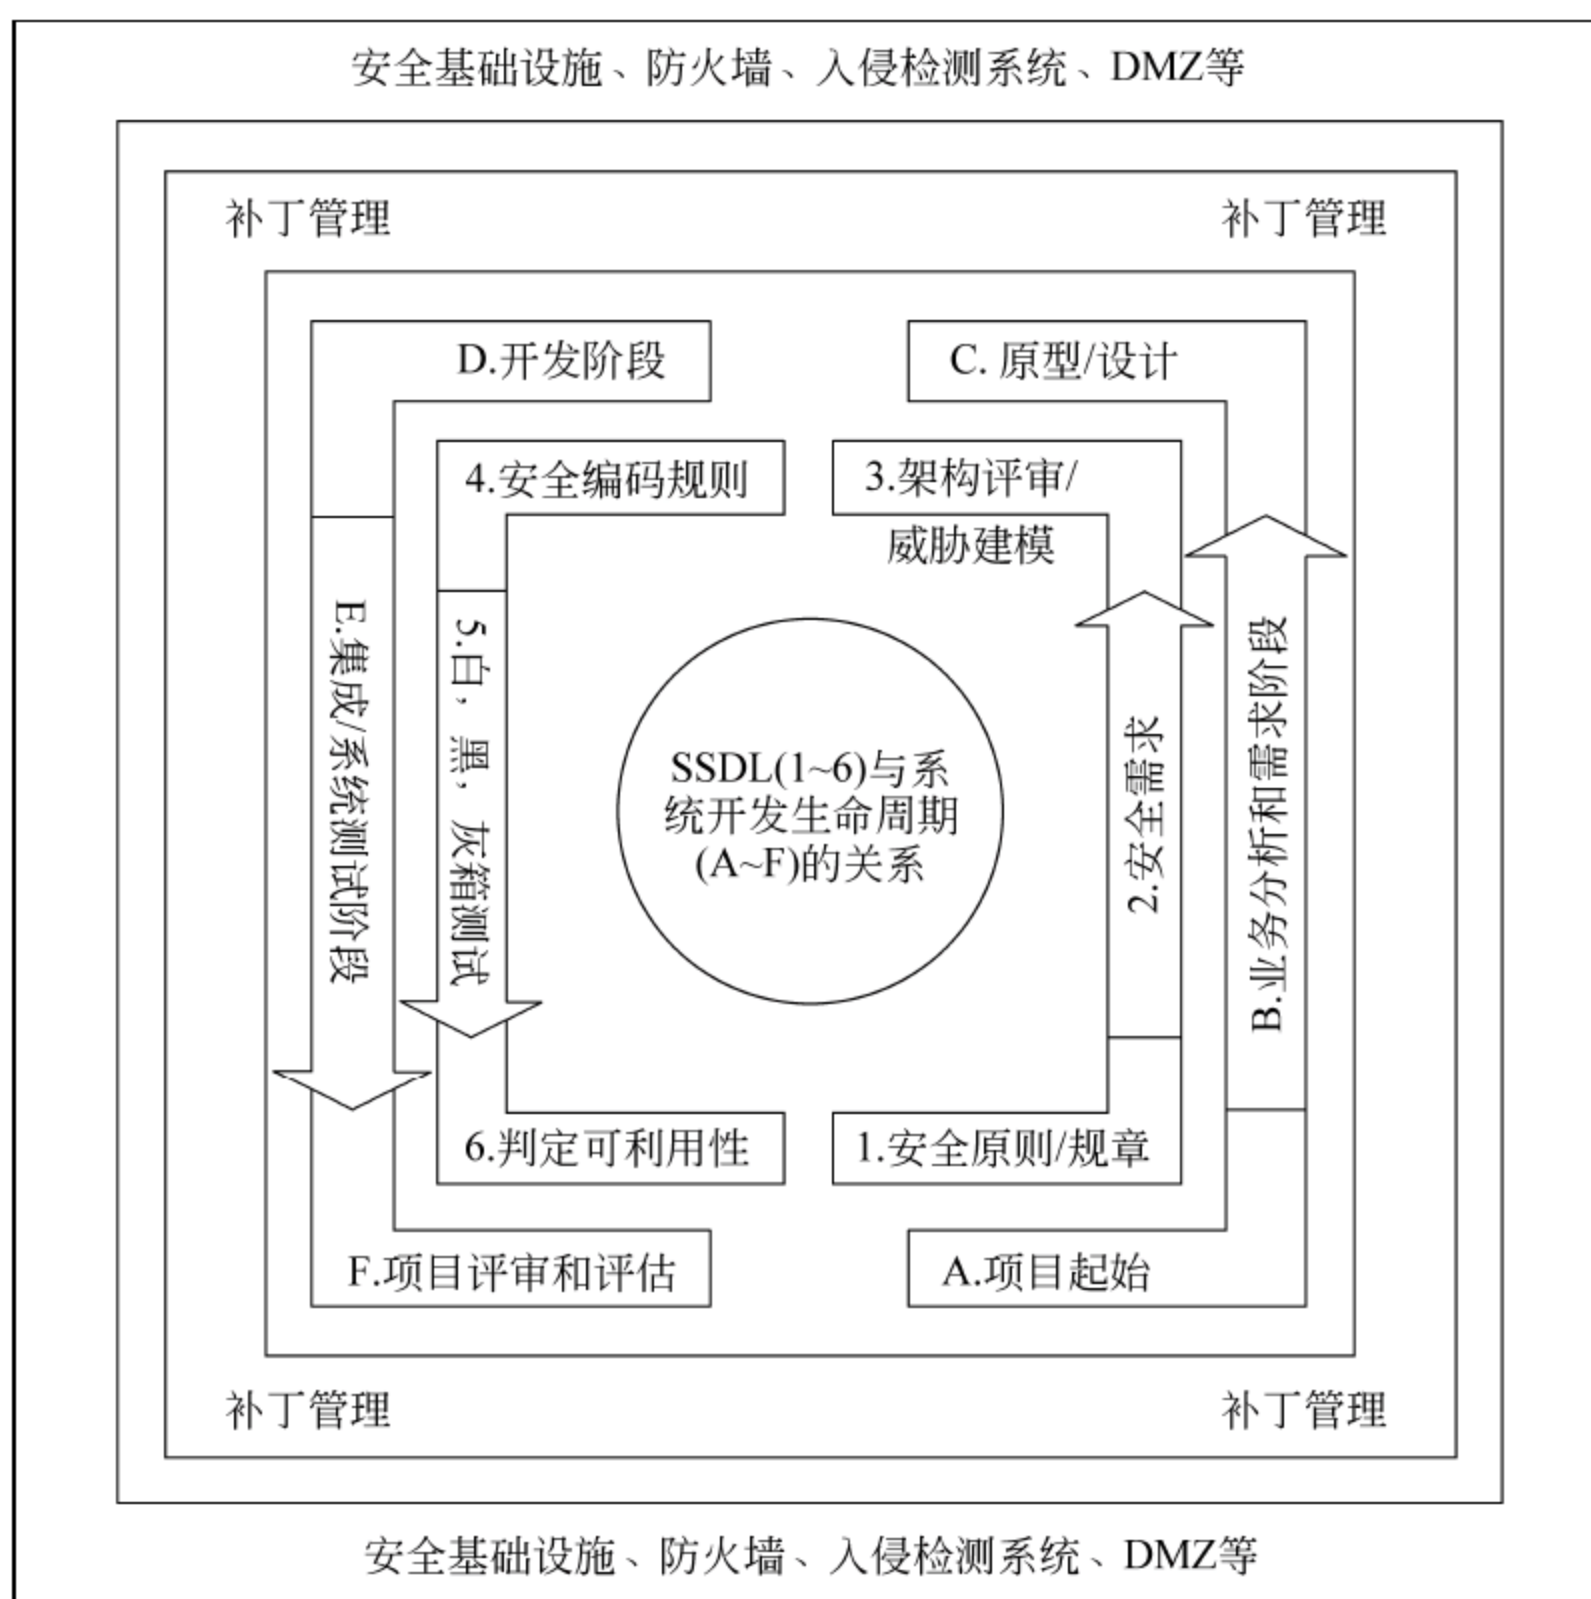 安全基础设施、防火墙、入侵检测系统、DMZ等
补丁管理
补丁管理
D.开发阶段
C. 原型/设计
4.安全编码规则
3.架构评审/
威胁建模
E.集成/系统测试阶段
5.白，黑，灰箱测试
SSDL(1~6)与系
统开发生命周期
(A~F)的关系
2.安全需求
B.业务分析和需求阶段
6.判定可利用性
1.安全原则/规章
F.项目评审和评估
A.项目起始
补丁管理
补丁管理
安全基础设施、防火墙、入侵检测系统、DMZ等